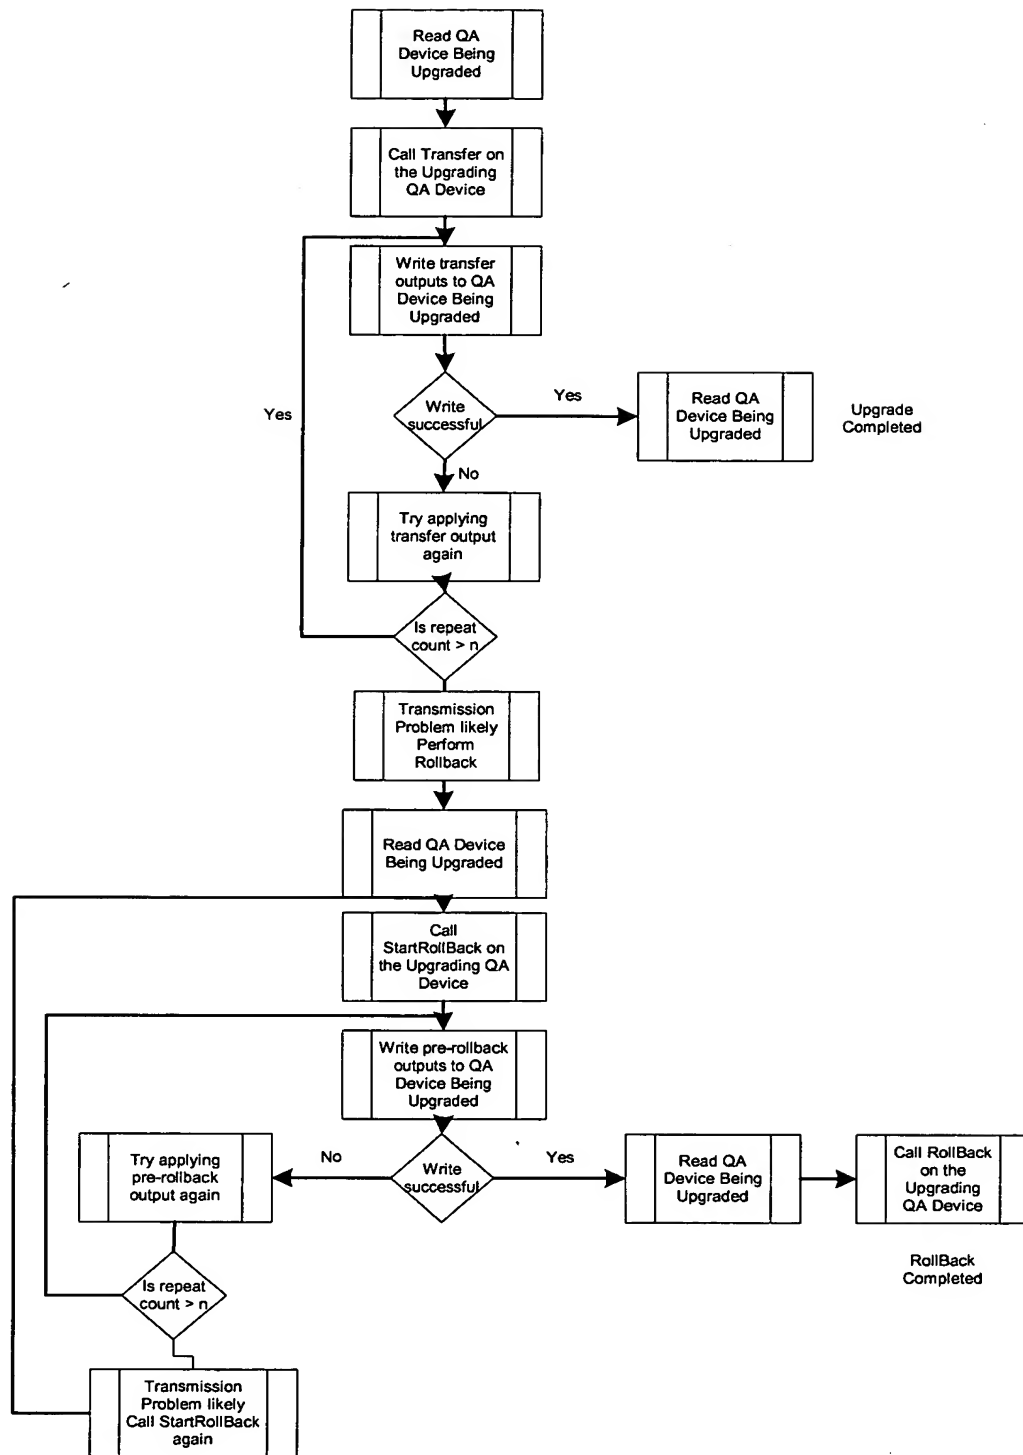 Read QA
Device Being
Upgraded
Call Transfer on
the Upgrading
QA Device
Write transfer
outputs to QA
Device Being
Upgraded
Yes
Write
successful
Yes
Read QA
Device Being
Upgraded
Upgrade
Completed
No
Try applying
transfer output
again
Is repeat
count > n
Transmission
Problem likely
Perform
Rollback
Read QA Device
Being Upgraded
Call
StartRollBack on
the Upgrading QA
Device
Write pre-rollback
outputs to QA
Device Being
Upgraded
Try applying
pre-rollback
output again
No
Write
successful
Yes
Read QA
Device Being
Upgraded
Call RollBack
on the
Upgrading
QA Device
RollBack
Completed
Is repeat
count > n
Transmission
Problem likely
Call StartRollBack
again